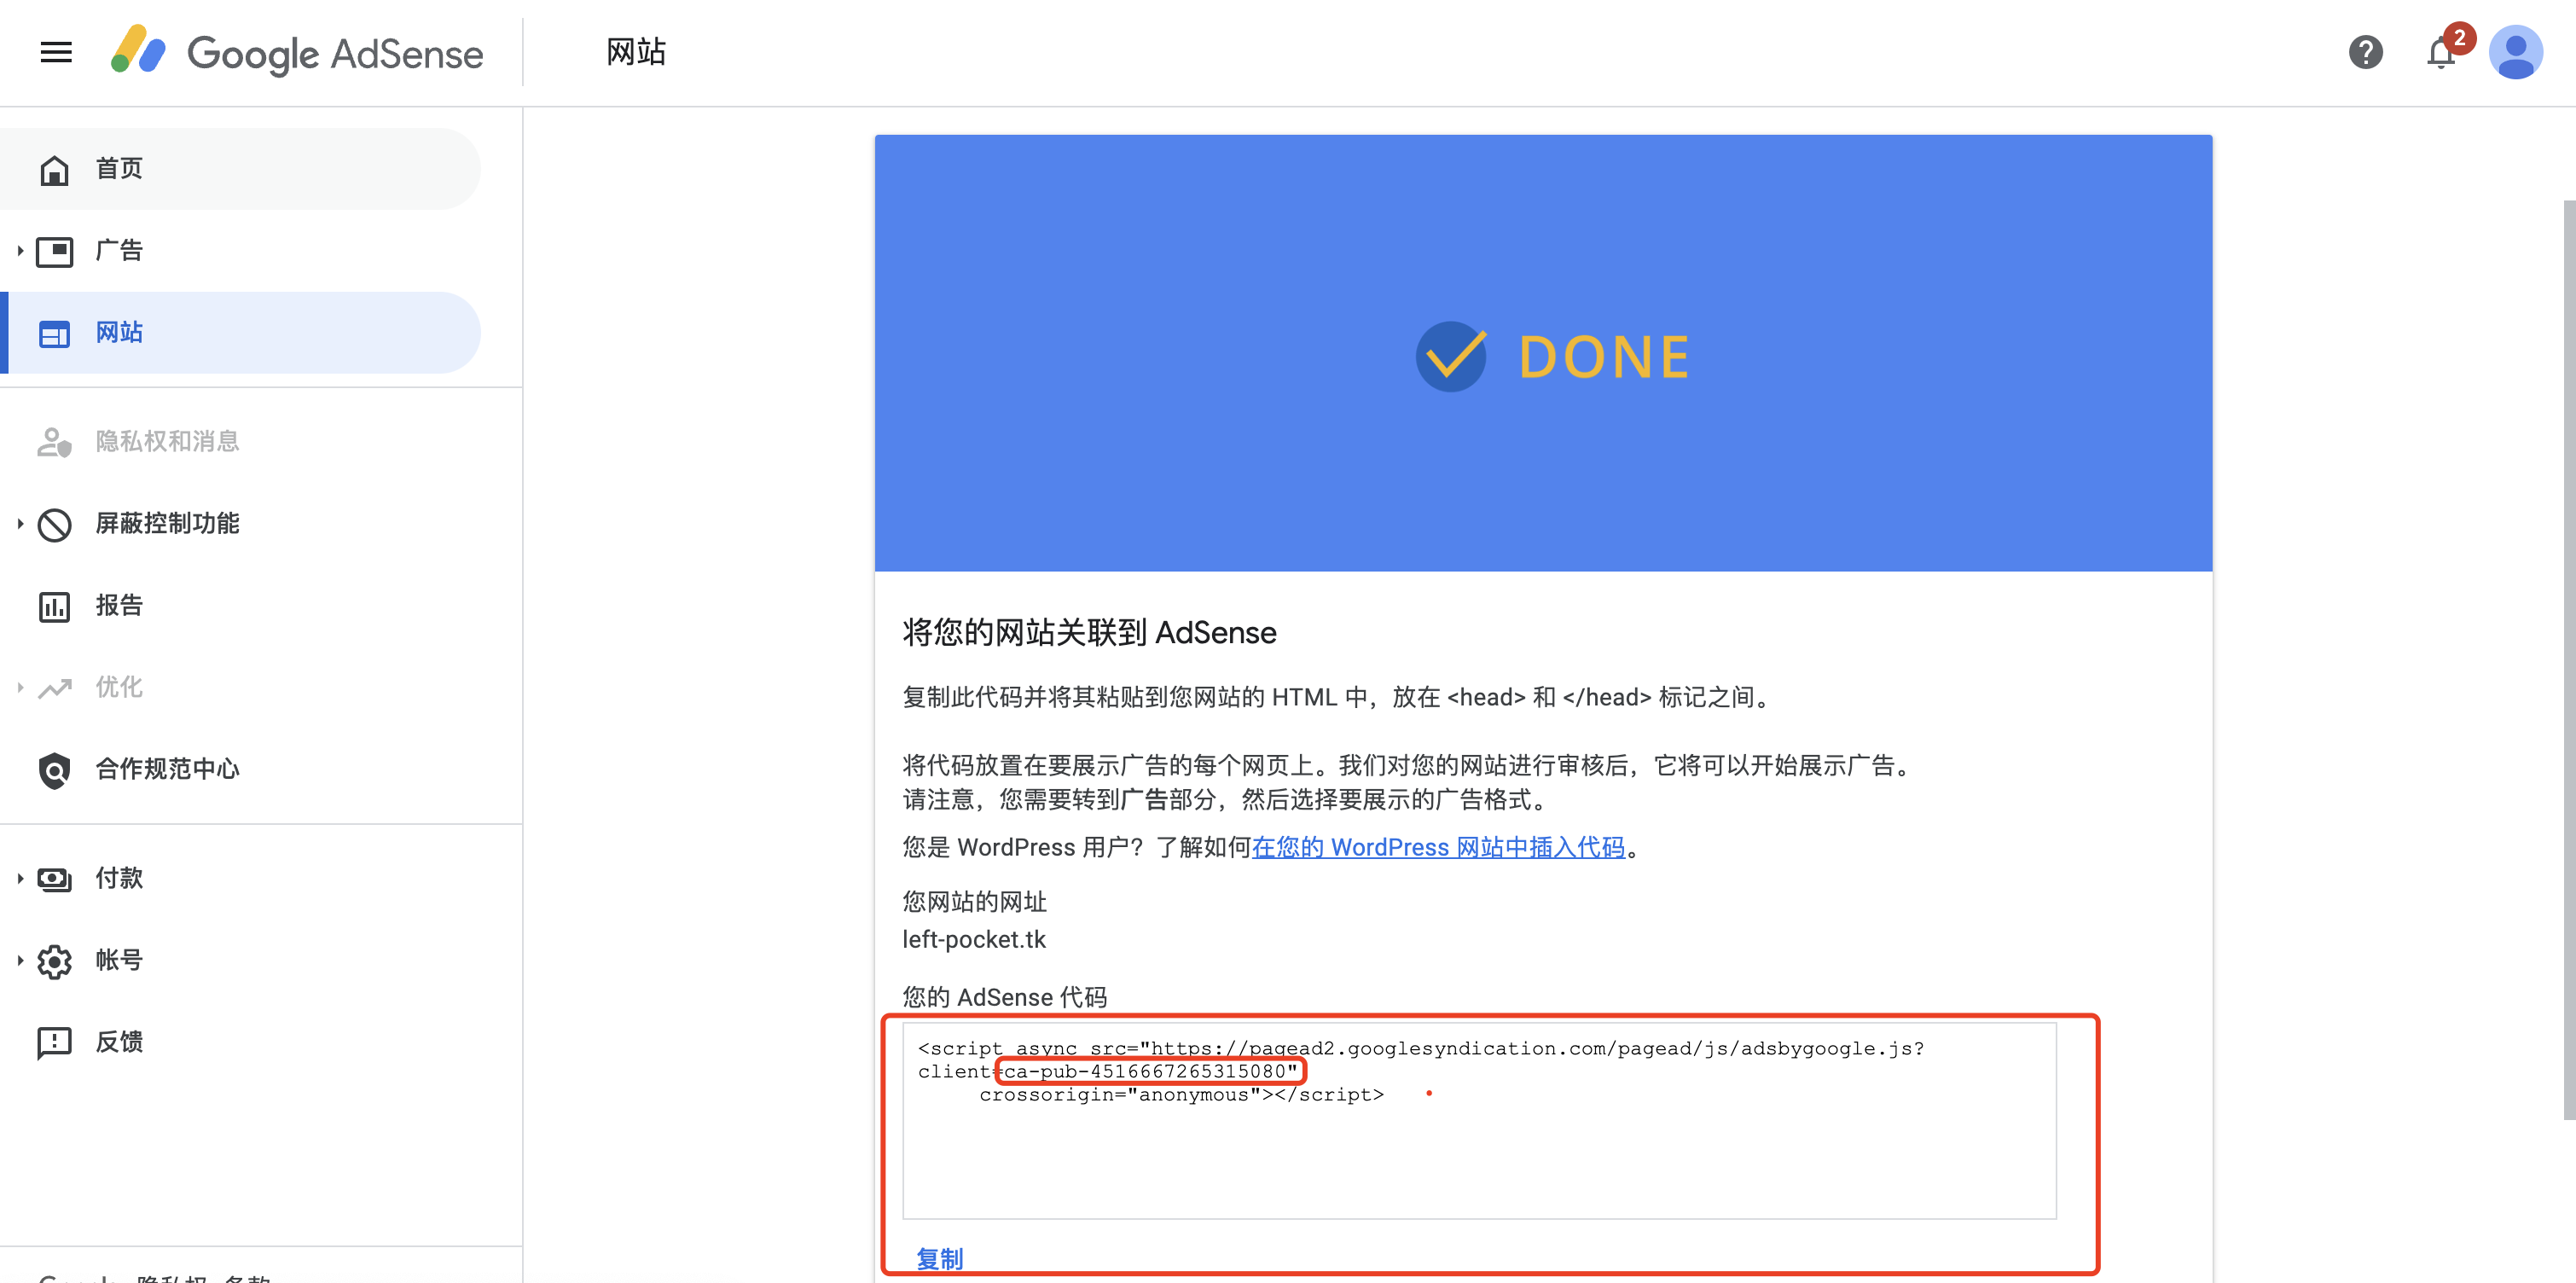 Google AdSense
网站
2
首页
广告
网站
隐私权和消息
屏蔽控制功能
报告
优化
合作规范中心
付款
帐号
反馈
Google 隐私权 条款
DONE
将您的网站关联到 AdSense
复制此代码并将其粘贴到您网站的 HTML 中，放在 <head> 和 </head> 标记之间。
将代码放置在要展示广告的每个网页上。我们对您的网站进行审核后，它将可以开始展示广告。
请注意，您需要转到广告部分，然后选择要展示的广告格式。
您是 WordPress 用户？了解如何在您的 WordPress 网站中插入代码。
您网站的网址
left-pocket.tk
您的 AdSense 代码
<script async src="https://pagead2.googlesyndication.com/pagead/js/adsbygoogle.js?
client=ca-pub-4516667265315080"
crossorigin="anonymous"></script>
复制